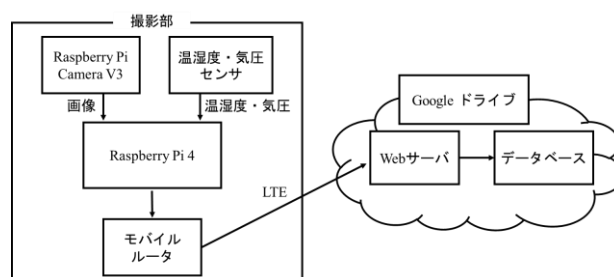 撮影部
Raspberry Pi
Camera V3
温湿度・気圧
センサ
画像
温湿度・気圧
Raspberry Pi 4
モバイル
ルータ
LTE
Google ドライブ
Webサーバ
データベース